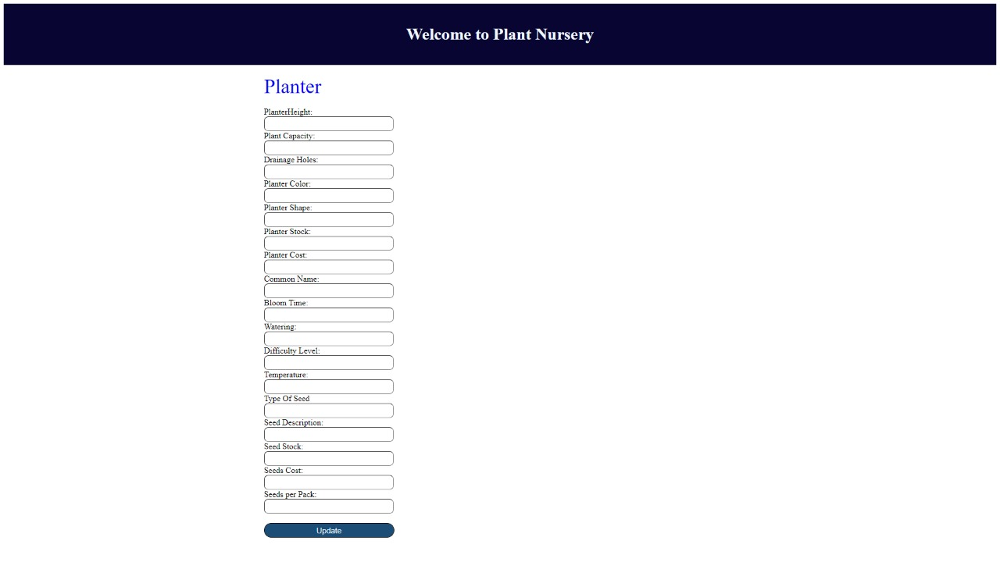 Welcome to Plant Nursery
Planter
PlanterHeight:
Plant Capacity:
Drainage Holes:
Planter Color:
Planter Shape:
Planter Stock:
Planter Cost:
Common Name:
Bloom Time:
Watering:
Difficulty Level:
Temperature:
Type Of Seed
Seed Description:
Seed Stock:
Seeds Cost:
Seeds per Pack:
Update